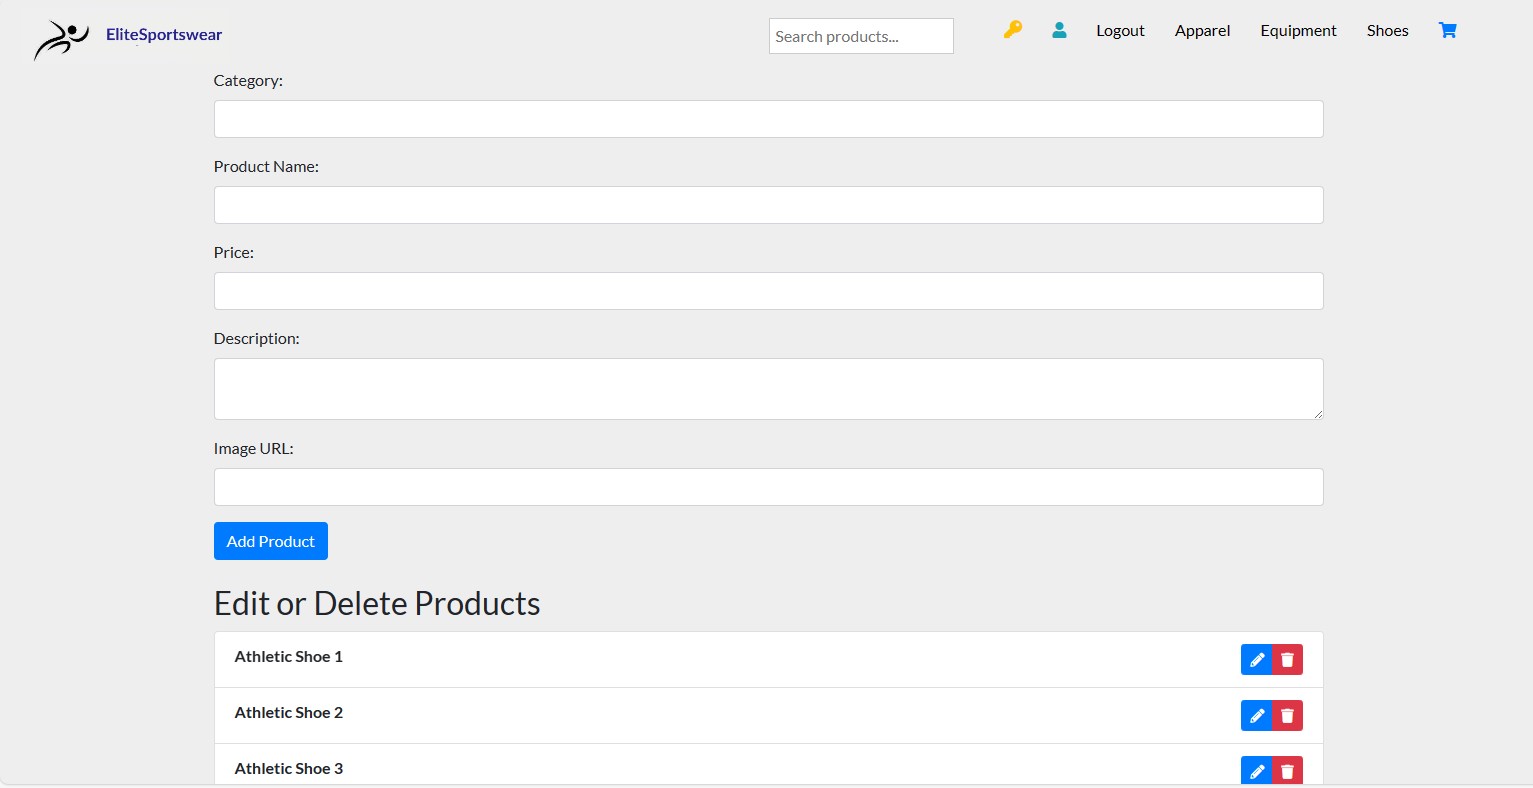 EliteSportswear
Search products...
Logout
Apparel
Equipment
Shoes
Category:
Product Name:
Price:
Description:
Image URL:
Add Product
Edit or Delete Products
Athletic Shoe 1
Athletic Shoe 2
Athletic Shoe 3